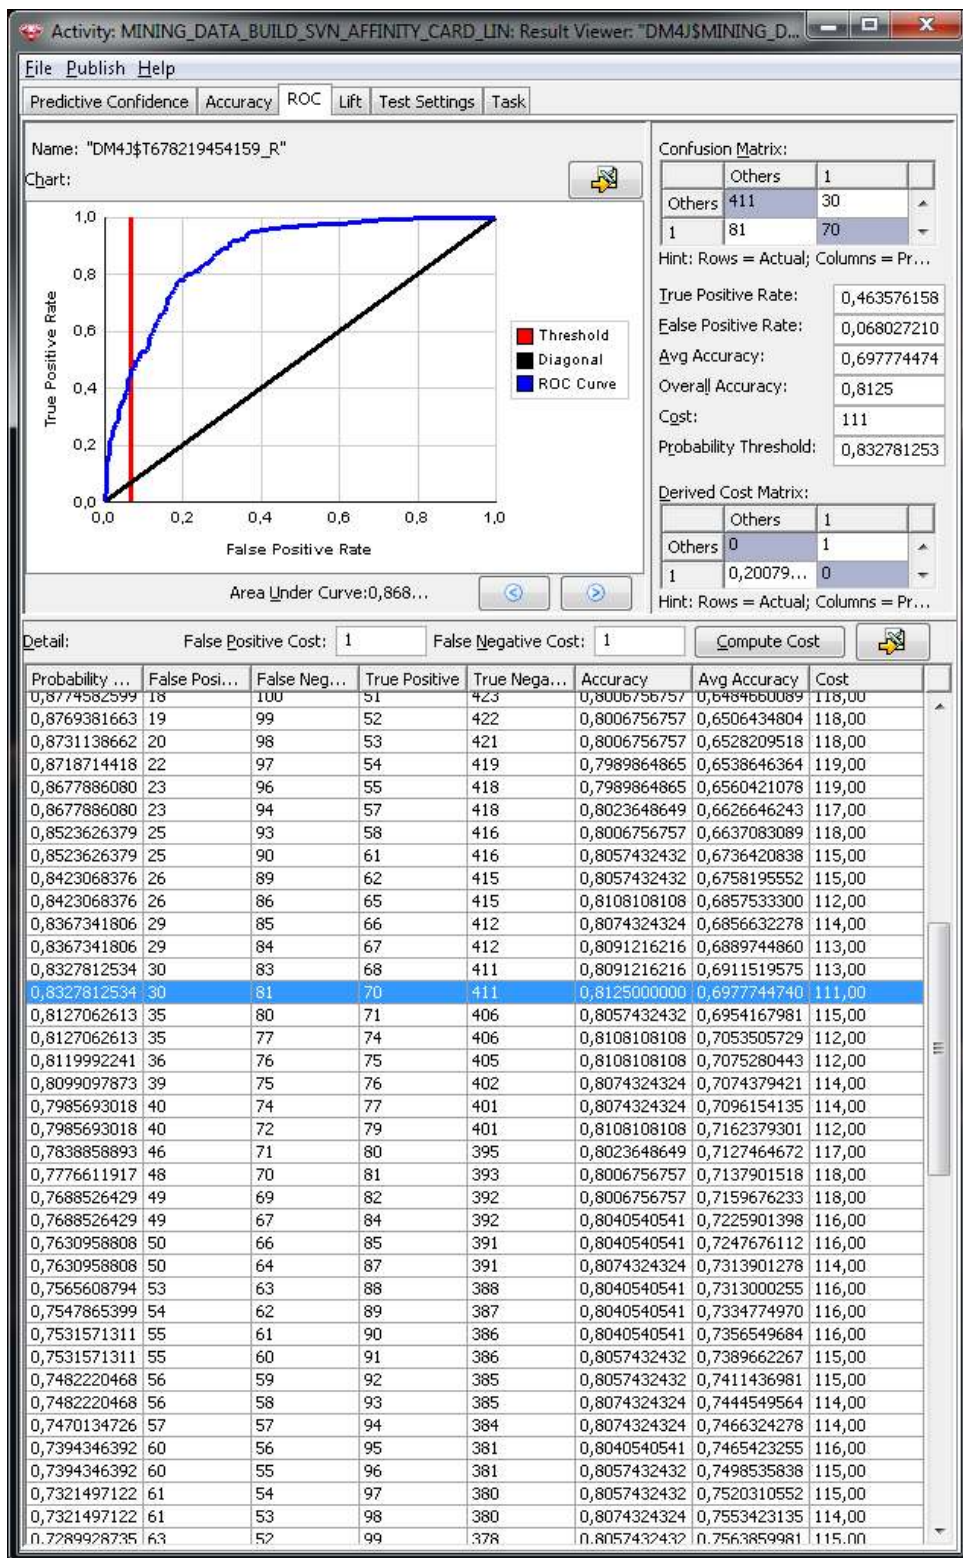 Activity: MINING_DATA_BUILD_SVN_AFFINITY_CARD_LIN: Result Viewer: "DM4J$MINING_D...
File Publish Help
Predictive Confidence Accuracy ROC Lift Test Settings Task
Name: "DM4J$T678219454159_R"
Chart:
1,0
0,8
0,6
0,4
0,2
0,0
True Positive Rate
0,0 0,2 0,4 0,6 0,8 1,0
False Positive Rate
Threshold
Diagonal
ROC Curve
Area Under Curve:0,868...
Confusion Matrix:
Others 1
Others 411 30
1 81 70
Hint: Rows = Actual; Columns = Pr...
True Positive Rate: 0,463576158
False Positive Rate: 0,068027210
Avg Accuracy: 0,697774474
Overall Accuracy: 0,8125
Cost: 111
Probability Threshold: 0,832781253
Derived Cost Matrix:
Others 1
Others 0 1
1 0,20079... 0
Hint: Rows = Actual; Columns = Pr...
Detail: False Positive Cost: 1 False Negative Cost: 1 Compute Cost
Probability ... False Posi... False Neg... True Positive True Nega... Accuracy Avg Accuracy Cost
0,8774582599 18 100 51 423 0,8006756757 0,6484660089 118,00
0,8769381663 19 99 52 422 0,8006756757 0,6506434804 118,00
0,8731138662 20 98 53 421 0,8006756757 0,6528209518 118,00
0,8718714418 22 97 54 419 0,7989864865 0,6538646364 119,00
0,8677886080 23 96 55 418 0,7989864865 0,6560421078 119,00
0,8677886080 23 94 57 418 0,8023648649 0,6626646243 117,00
0,8523626379 25 93 58 416 0,8006756757 0,6637083089 118,00
0,8523626379 25 90 61 416 0,8057432432 0,6736420838 115,00
0,8423068376 26 89 62 415 0,8057432432 0,6758195552 115,00
0,8423068376 26 86 65 415 0,8108108108 0,6857533300 112,00
0,8367341806 29 85 66 412 0,8074324324 0,6856632278 114,00
0,8367341806 29 84 67 412 0,8091216216 0,6889744860 113,00
0,8327812534 30 83 68 411 0,8091216216 0,6911519575 113,00
0,8327812534 30 81 70 411 0,8125000000 0,6977744740 111,00
0,8127062613 35 80 71 406 0,8057432432 0,6954167981 115,00
0,8127062613 35 77 74 406 0,8108108108 0,7053505729 112,00
0,8119992241 36 76 75 405 0,8108108108 0,7075280443 112,00
0,8099097873 39 75 76 402 0,8074324324 0,7074379421 114,00
0,7985693018 40 74 77 401 0,8074324324 0,7096154135 114,00
0,7985693018 40 72 79 401 0,8108108108 0,7162379301 112,00
0,7838858893 46 71 80 395 0,8023648649 0,7127464672 117,00
0,7776611917 48 70 81 393 0,8006756757 0,7137901518 118,00
0,7688526429 49 69 82 392 0,8006756757 0,7159676233 118,00
0,7688526429 49 67 84 392 0,8040540541 0,7225901398 116,00
0,7630958808 50 66 85 391 0,8040540541 0,7247676112 116,00
0,7630958808 50 64 87 391 0,8074324324 0,7313901278 114,00
0,7565608794 53 63 88 388 0,8040540541 0,7313000255 116,00
0,7547865399 54 62 89 387 0,8040540541 0,7334774970 116,00
0,7531571311 55 61 90 386 0,8040540541 0,7356549684 116,00
0,7531571311 55 60 91 386 0,8057432432 0,7389662267 115,00
0,7482220468 56 59 92 385 0,8057432432 0,7411436981 115,00
0,7482220468 56 58 93 385 0,8074324324 0,7444549564 114,00
0,7470134726 57 57 94 384 0,8074324324 0,7466324278 114,00
0,7394346392 60 56 95 381 0,8040540541 0,7465423255 116,00
0,7394346392 60 55 96 381 0,8057432432 0,7498535838 115,00
0,7321497122 61 54 97 380 0,8057432432 0,7520310552 115,00
0,7321497122 61 53 98 380 0,8074324324 0,7553423135 114,00
0,7289928735 63 52 99 378 0,8057432432 0,7563859981 115,00